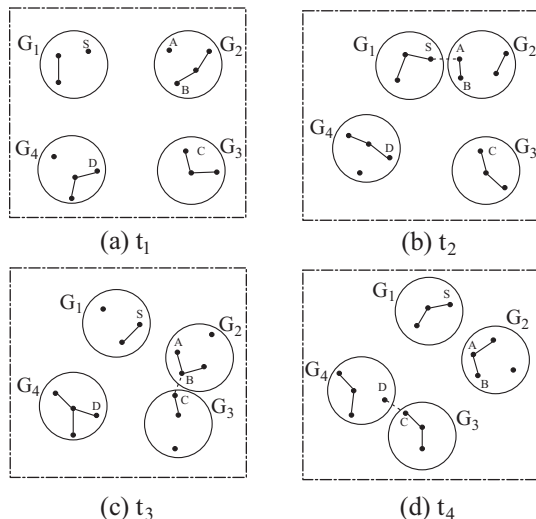 G1 S A G2
B
G4 D C G3
(a) t1
G1 S A G2
B
G4 D C G3
(b) t2
G1 S G2
A
B
G4 D C G3
(c) t3
G1 S G2
A
B
G4 D C G3
(d) t4